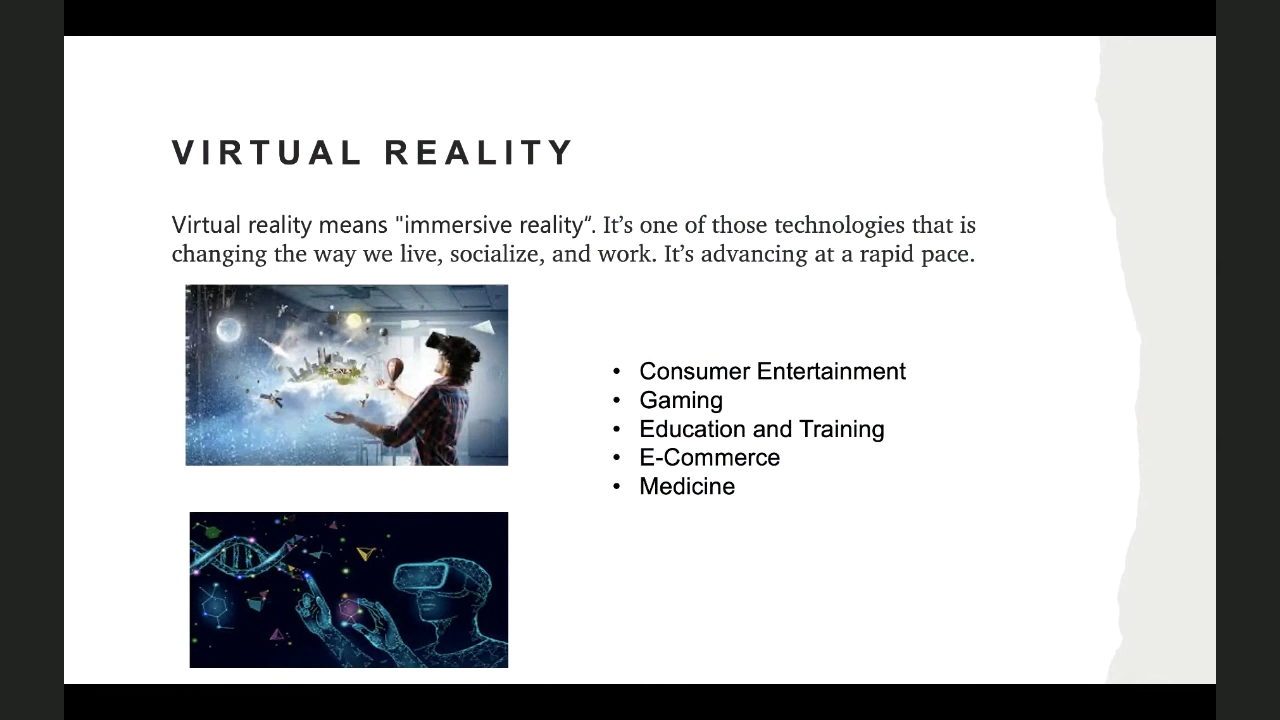 VIRTUAL REALITY
Virtual reality means "immersive reality“. It’s one of those technologies that is
changing the way we live, socialize, and work. It’s advancing at a rapid pace.
• Consumer Entertainment
• Gaming
• Education and Training
• E-Commerce
• Medicine